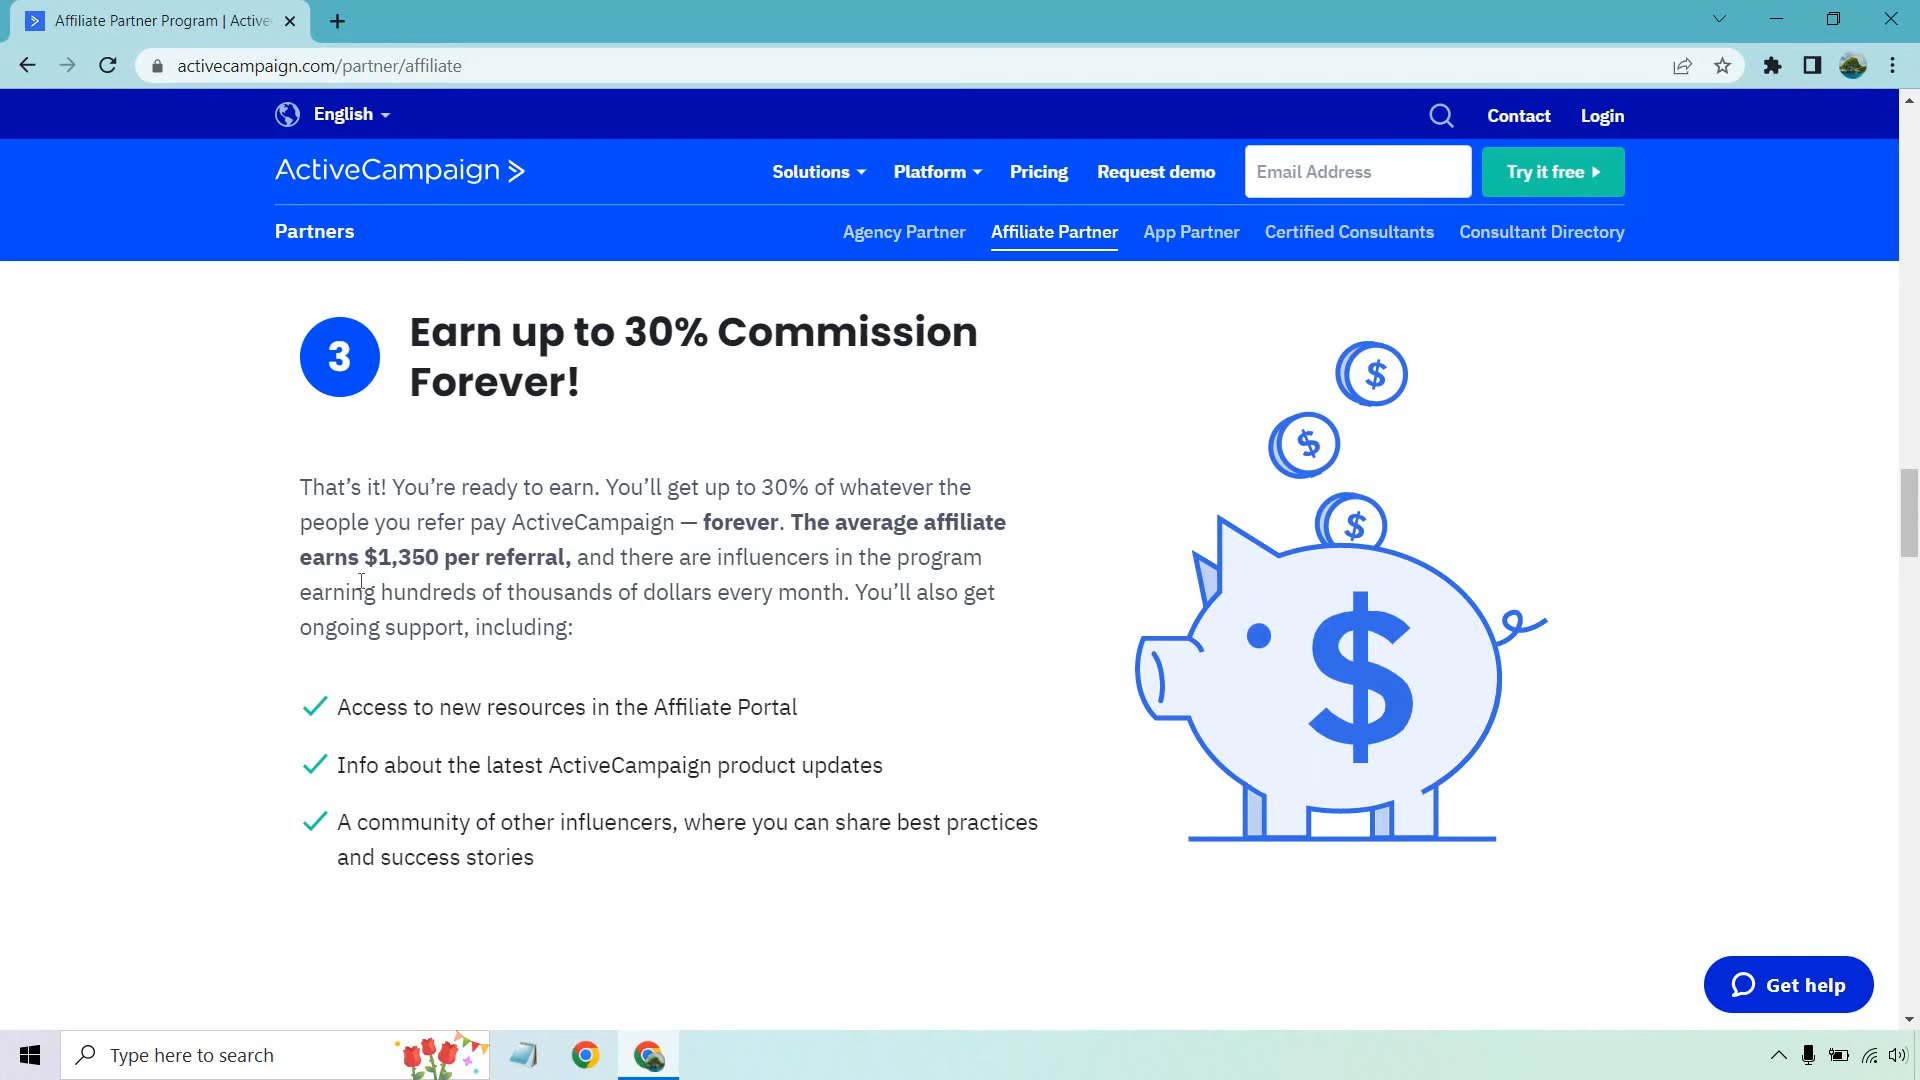 Affiliate Partner Program | Active
activecampaign.com/partner/affiliate
English
Contact
Login
ActiveCampaign >
Solutions
Platform
Pricing
Request demo
Email Address
Try it free
Partners
Agency Partner
Affiliate Partner
App Partner
Certified Consultants
Consultant Directory
3
Earn up to 30% Commission
Forever!
That’s it! You’re ready to earn. You’ll get up to 30% of whatever the
people you refer pay ActiveCampaign — forever. The average affiliate
earns $1,350 per referral, and there are influencers in the program
earning hundreds of thousands of dollars every month. You’ll also get
ongoing support, including:
Access to new resources in the Affiliate Portal
Info about the latest ActiveCampaign product updates
A community of other influencers, where you can share best practices
and success stories
$
$
$
$
Get help
Type here to search